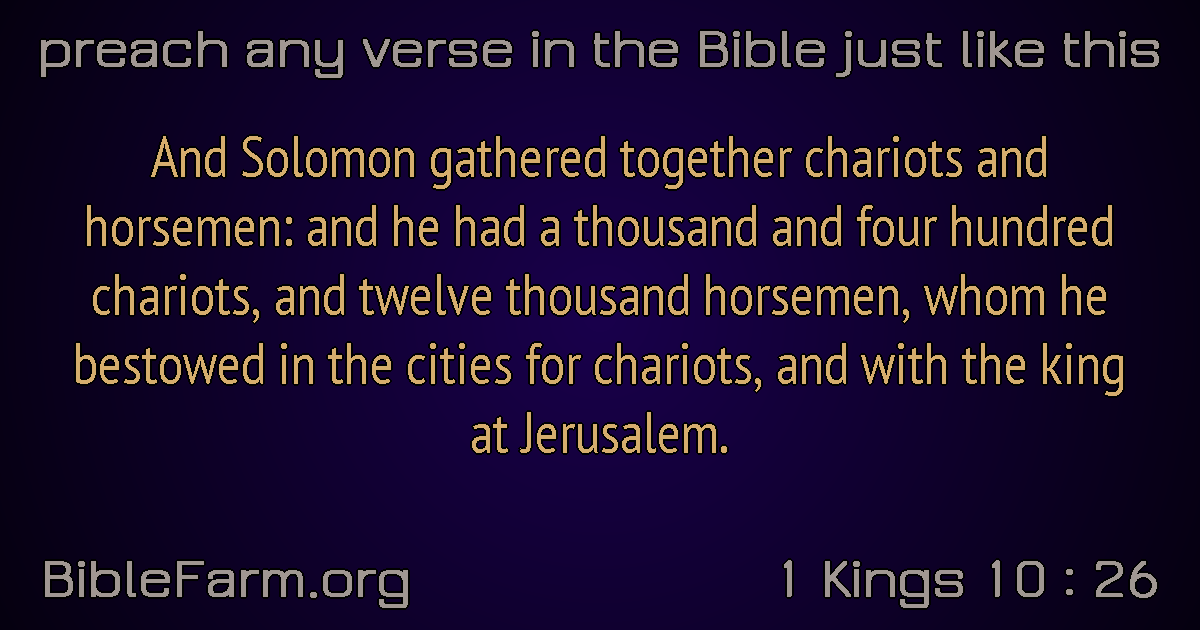 preach any verse in the Bible just like this
And Solomon gathered together chariots and
horsemen: and he had a thousand and four hundred
chariots, and twelve thousand horsemen, whom he
bestowed in the cities for chariots, and with the king
at Jerusalem.
BibleFarm.org
1 Kings 10 : 26